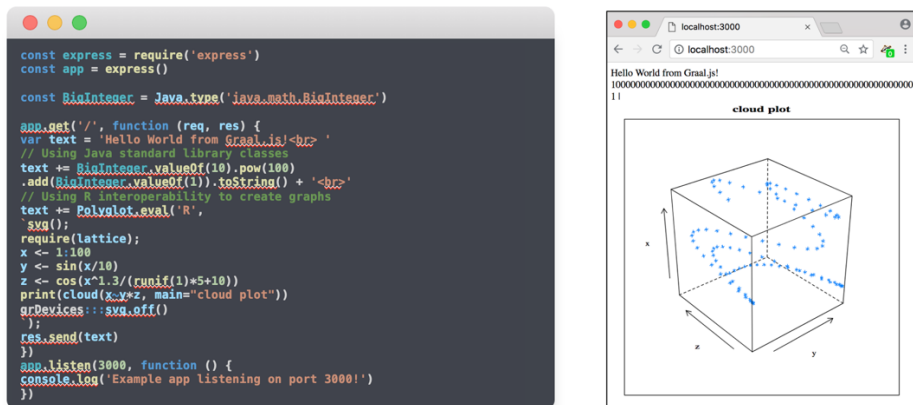 const express = require('express')
const app = express()
const BigInteger = Java.type('java.math.BigInteger')
app.get('/', function (req, res) {
var text = 'Hello World from Graal.js!<br> '
// Using Java standard library classes
text += BigInteger.valueOf(10).pow(100)
.add(BigInteger.valueOf(1)).toString() + '<br>'
// Using R interoperability to create graphs
text += Polyglot.eval('R',
`svg();
require(lattice);
x <- 1:100
y <- sin(x/10)
z <- cos(x^1.3/(runif(1)*5+10))
print(cloud(x~y*z, main="cloud plot"))
grDevices:::svg.off()
`);
res.send(text)
})
app.listen(3000, function () {
console.log('Example app listening on port 3000!')
})
localhost:3000
localhost:3000
Hello World from Graal.js!
1 |
cloud plot
x
z
y